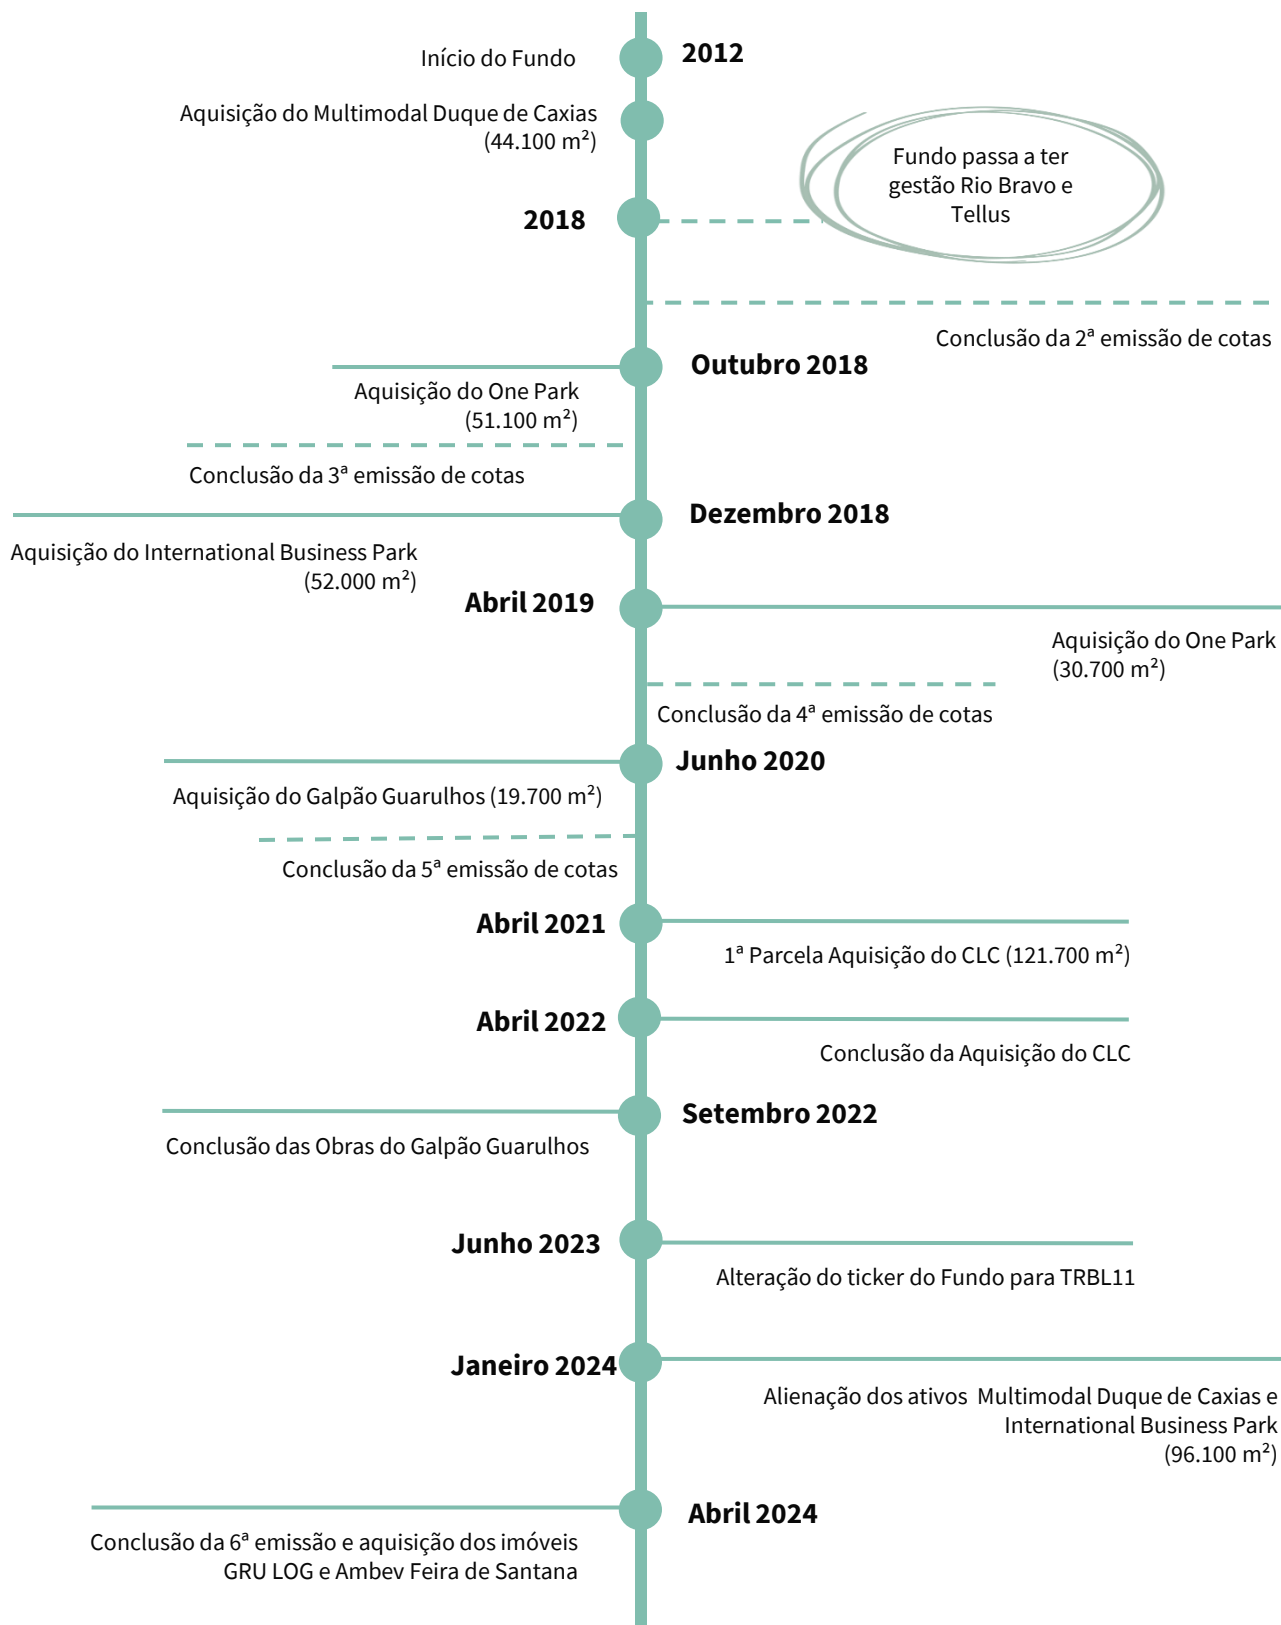 Início do Fundo
2012
Aquisição do Multimodal Duque de Caxias
(44.100 m²)
Fundo passa a ter
gestão Rio Bravo e
Tellus
2018
Conclusão da 2ª emissão de cotas
Outubro 2018
Aquisição do One Park
(51.100 m²)
Conclusão da 3ª emissão de cotas
Dezembro 2018
Aquisição do International Business Park
(52.000 m²)
Abril 2019
Aquisição do One Park
(30.700 m²)
Conclusão da 4ª emissão de cotas
Junho 2020
Aquisição do Galpão Guarulhos (19.700 m²)
Conclusão da 5ª emissão de cotas
Abril 2021
1ª Parcela Aquisição do CLC (121.700 m²)
Abril 2022
Conclusão da Aquisição do CLC
Setembro 2022
Conclusão das Obras do Galpão Guarulhos
Junho 2023
Alteração do ticker do Fundo para TRBL11
Janeiro 2024
Alienação dos ativos Multimodal Duque de Caxias e
International Business Park
(96.100 m²)
Abril 2024
Conclusão da 6ª emissão e aquisição dos imóveis
GRU LOG e Ambev Feira de Santana